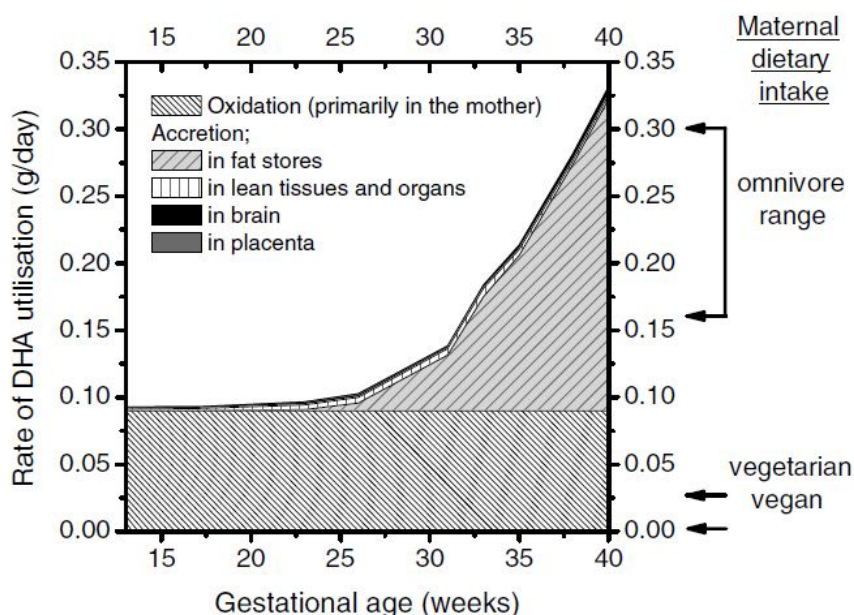 15 20 25 30 35 40
Maternal
dietary
intake
0.35 0.35
0.30 0.30
0.25 0.25
0.20 0.20
0.15 0.15
0.10 0.10
0.05 0.05
0.00 0.00
Rate of DHA utilisation (g/day)
Oxidation (primarily in the mother)
Accretion;
in fat stores
in lean tissues and organs
in brain
in placenta
omnivore
range
vegetarian
vegan
15 20 25 30 35 40
Gestational age (weeks)